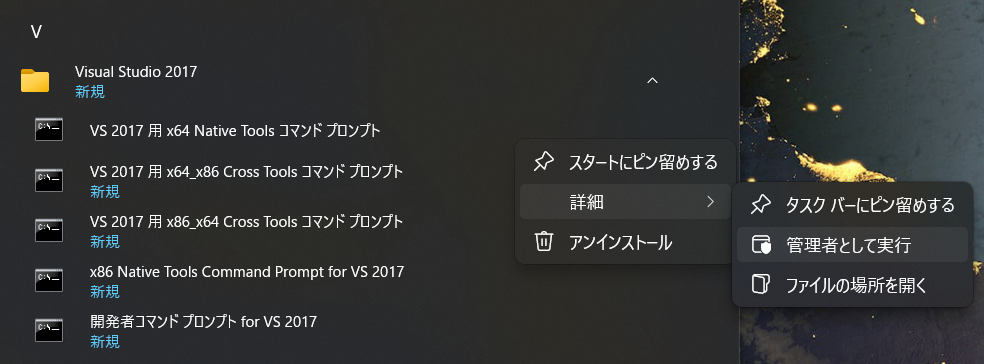 V
Visual Studio 2017
新規
VS 2017 用 x64 Native Tools コマンド プロンプト
VS 2017 用 x64_x86 Cross Tools コマンド プロンプト
新規
VS 2017 用 x86_x64 Cross Tools コマンド プロンプト
新規
x86 Native Tools Command Prompt for VS 2017
新規
開発者コマンド プロンプト for VS 2017
新規
スタートにピン留めする
詳細
アンインストール
タスク バーにピン留めする
管理者として実行
ファイルの場所を開く